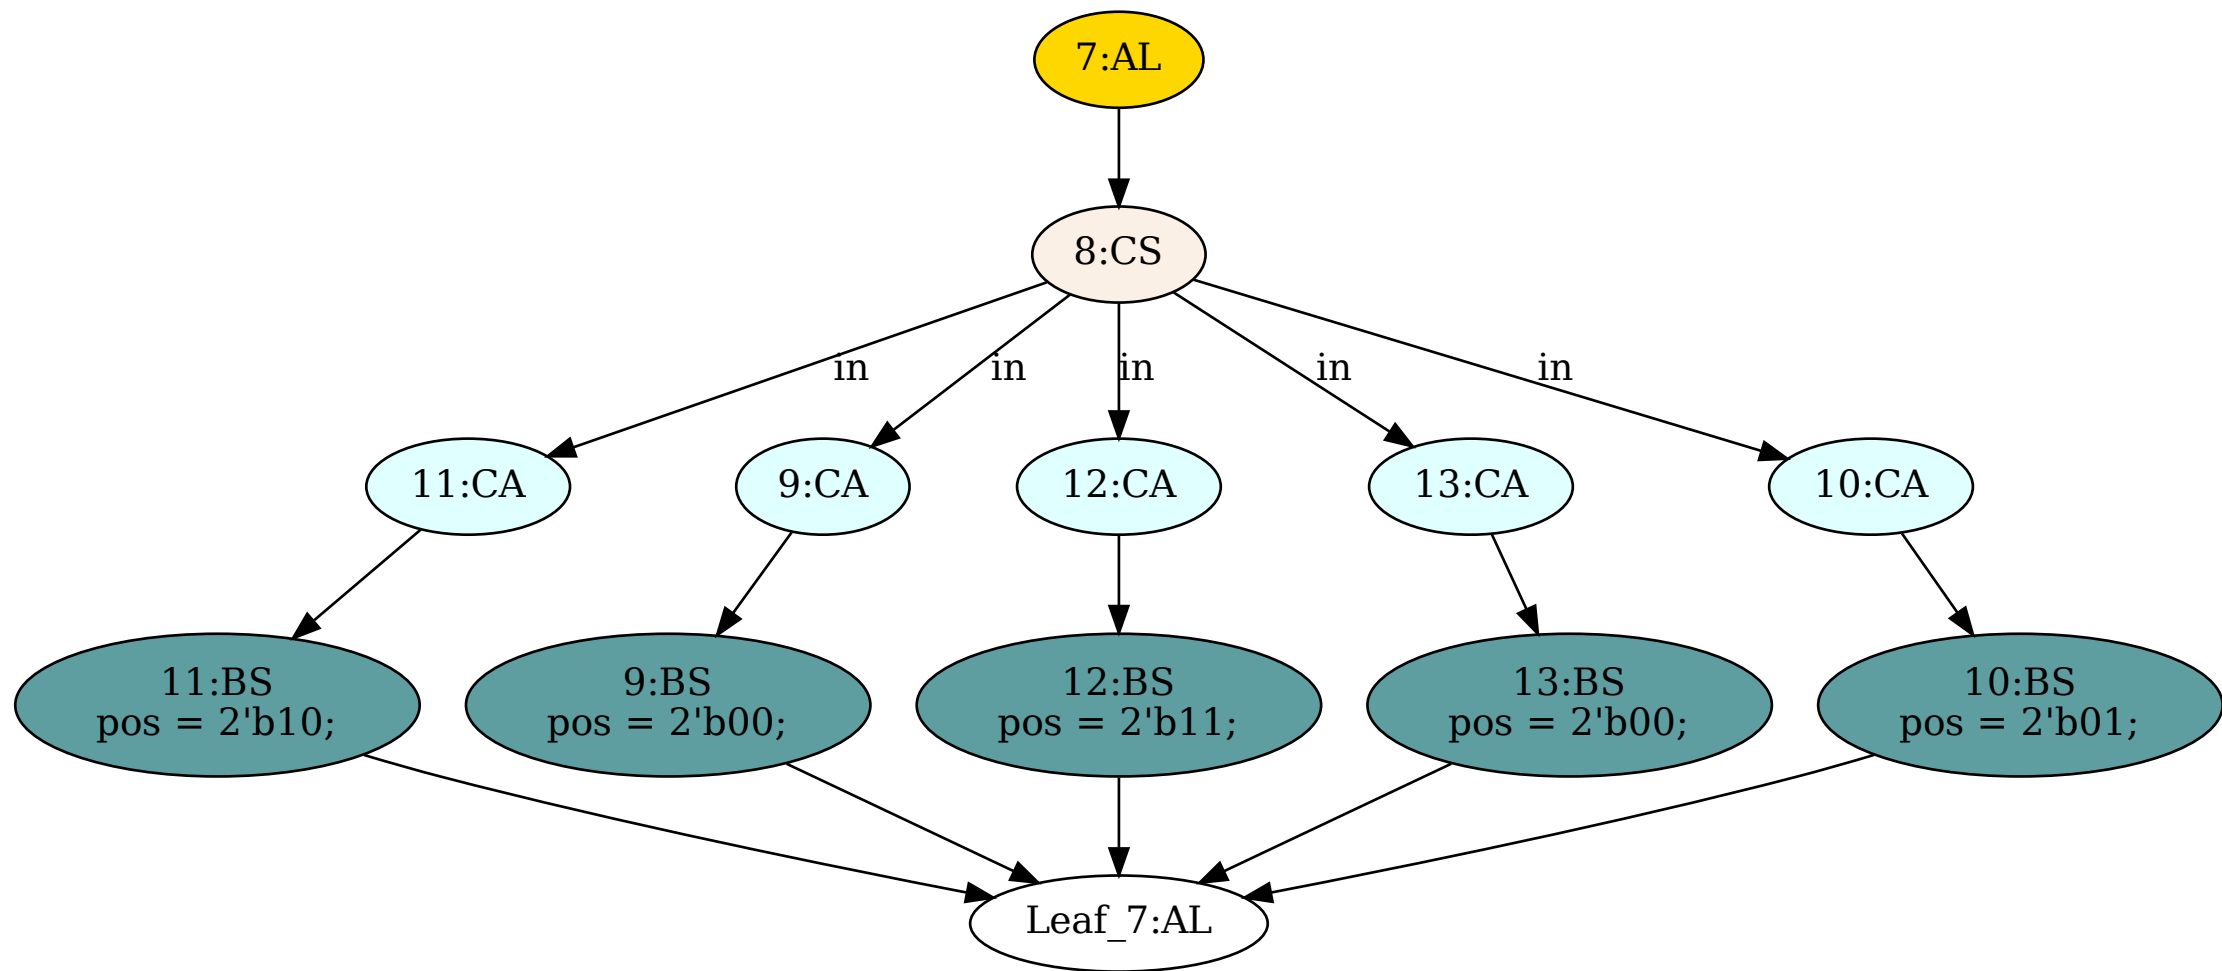 7:AL
8:CS
in
in
in
in
in
11:CA
9:CA
12:CA
13:CA
10:CA
11:BS
pos = 2'b10;
9:BS
pos = 2'b00;
12:BS
pos = 2'b11;
13:BS
pos = 2'b00;
10:BS
pos = 2'b01;
Leaf_7:AL